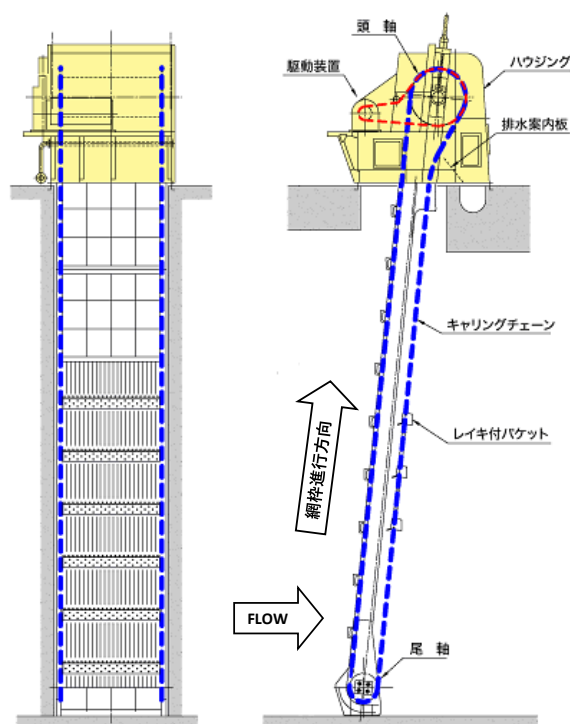 頭 軸
駆動装置
ハウジング
排水案内板
キャリングチェーン
レイキ付バケット
網枠進行方向
FLOW
尾 軸